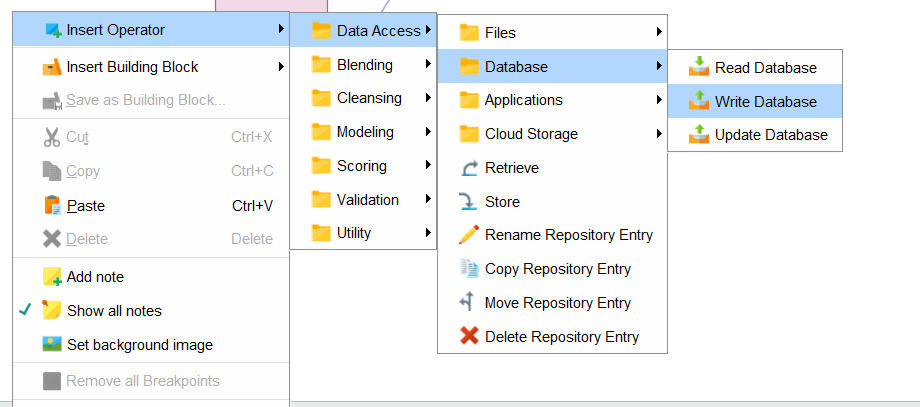 Insert Operator
Insert Building Block
Save as Building Block...
Cut Ctrl+X
Copy Ctrl+C
Paste Ctrl+V
Delete Delete
Add note
Show all notes
Set background image
Remove all Breakpoints
Data Access
Blending
Cleansing
Modeling
Scoring
Validation
Utility
Files
Database
Applications
Cloud Storage
Retrieve
Store
Rename Repository Entry
Copy Repository Entry
Move Repository Entry
Delete Repository Entry
Read Database
Write Database
Update Database